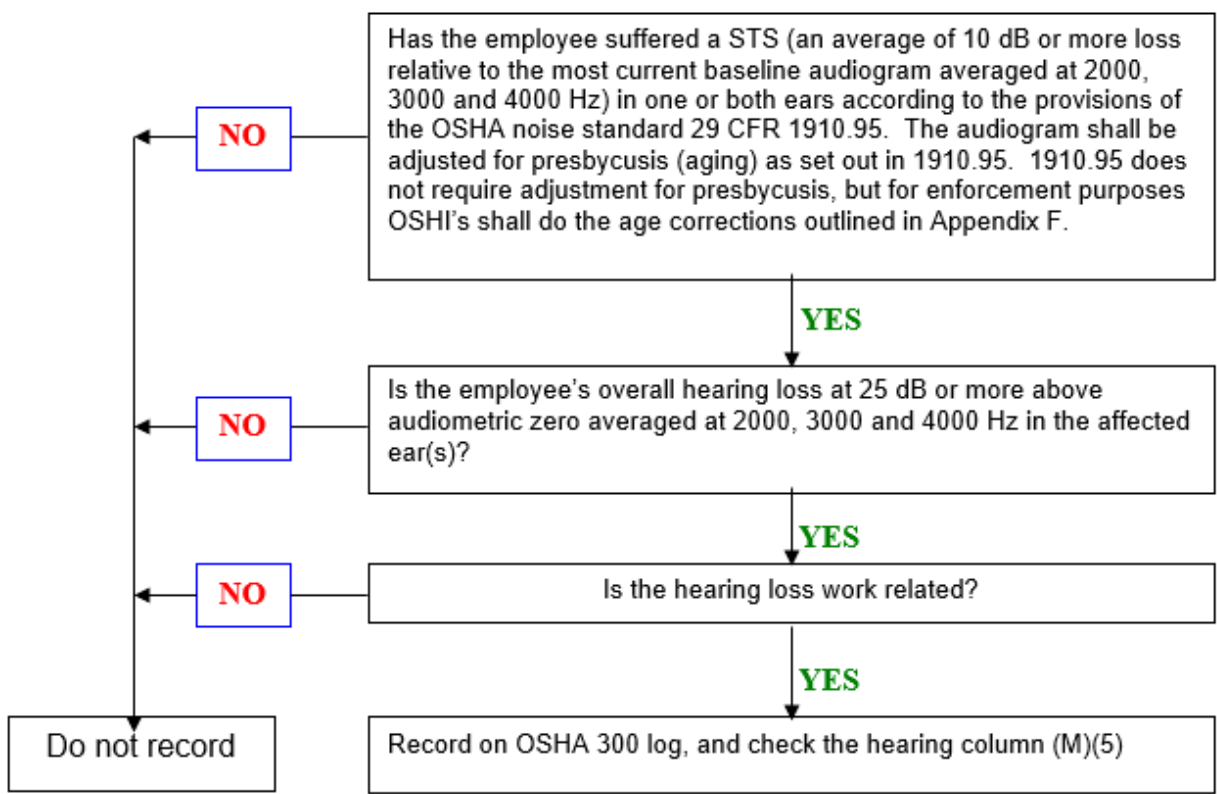 Has the employee suffered a STS (an average of 10 dB or more loss
relative to the most current baseline audiogram averaged at 2000,
3000 and 4000 Hz) in one or both ears according to the provisions of
the OSHA noise standard 29 CFR 1910.95.  The audiogram shall be
adjusted for presbycusis (aging) as set out in 1910.95.  1910.95 does
not require adjustment for presbycusis, but for enforcement purposes
OSHI's shall do the age corrections outlined in Appendix F.
NO
YES
Is the employee's overall hearing loss at 25 dB or more above
audiometric zero averaged at 2000, 3000 and 4000 Hz in the affected
ear(s)?
NO
YES
Is the hearing loss work related?
NO
YES
Do not record
Record on OSHA 300 log, and check the hearing column (M)(5)